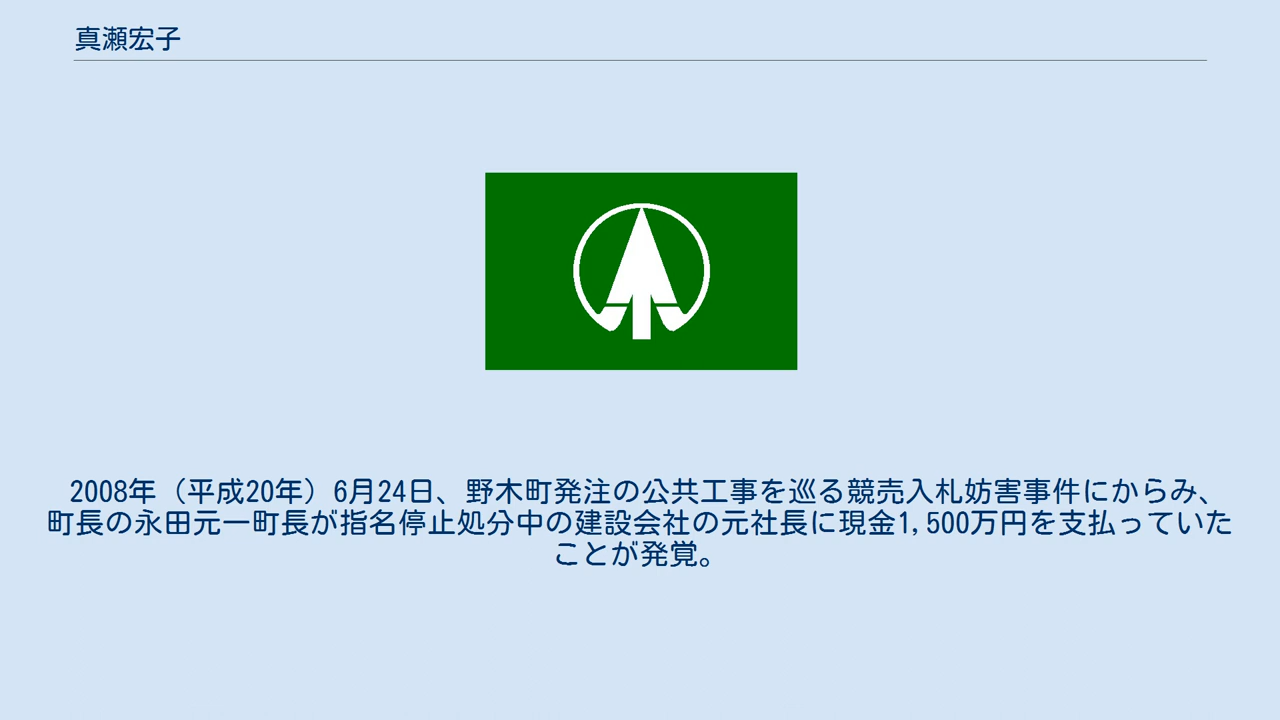 真瀬宏子
2008年（平成20年）6月24日、野木町発注の公共工事を巡る競売入札妨害事件にからみ、
町長の永田元一町長が指名停止処分中の建設会社の元社長に現金1,500万円を支払っていた
ことが発覚。